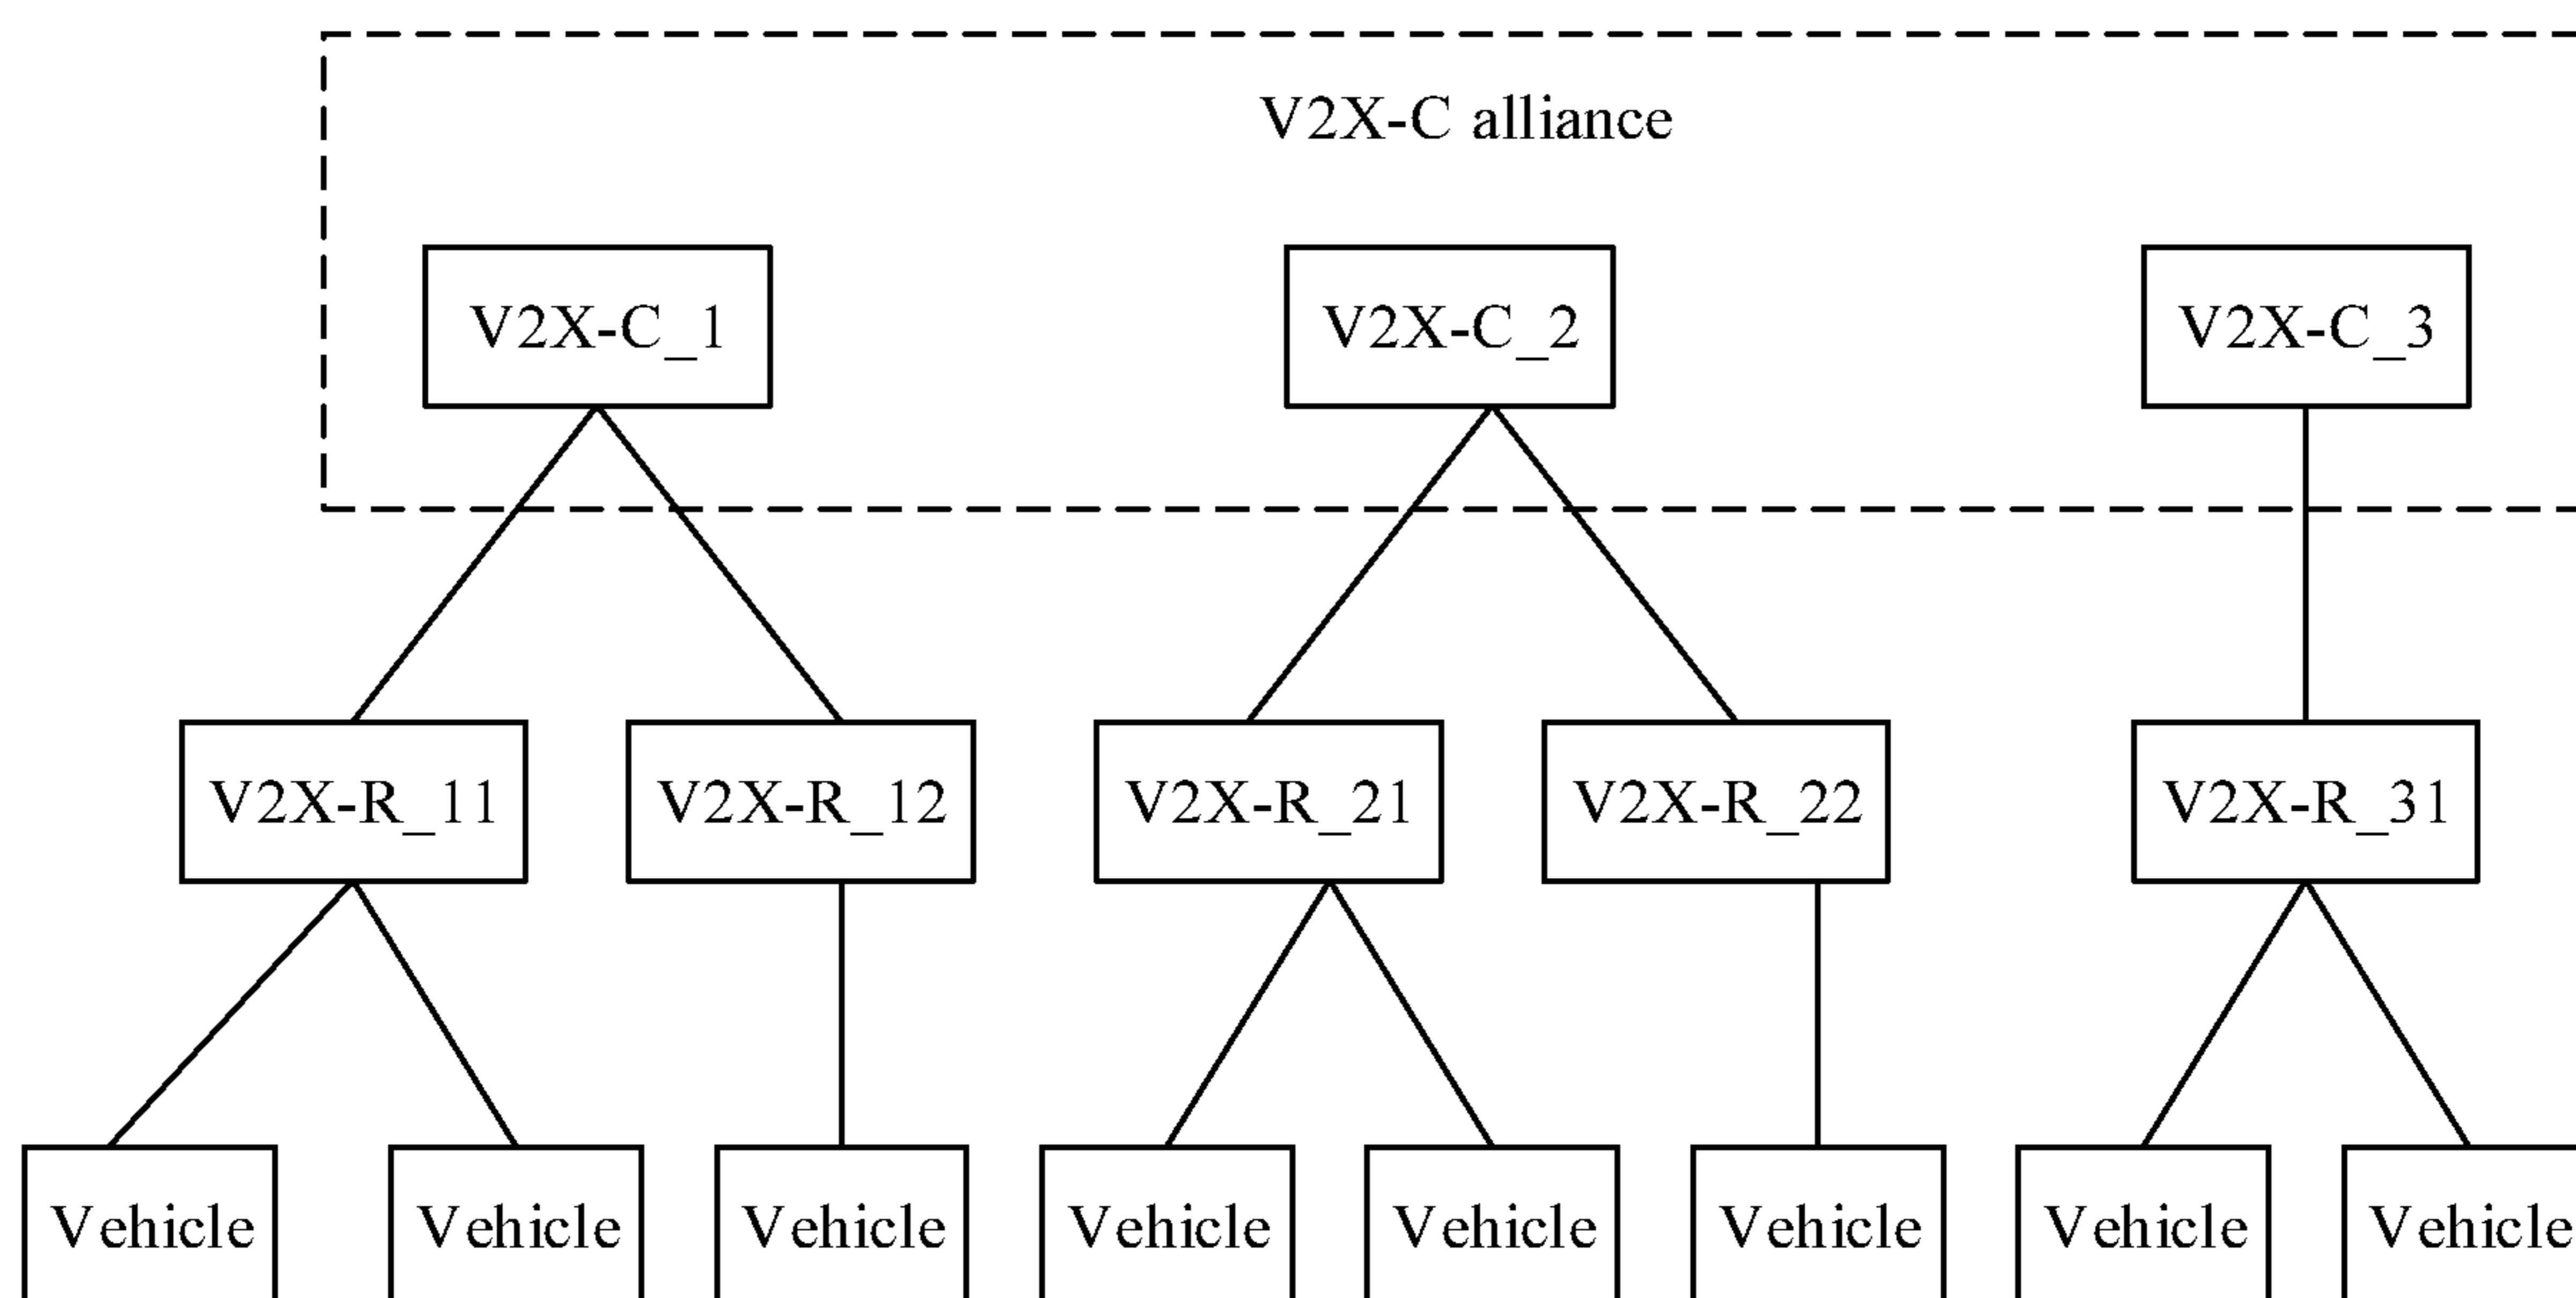 V2X-C alliance
V2X-C_1
V2X-C_2
V2X-C_3
V2X-R_11
V2X-R_12
V2X-R_21
V2X-R_22
V2X-R_31
Vehicle
Vehicle
Vehicle
Vehicle
Vehicle
Vehicle
Vehicle
Vehicle